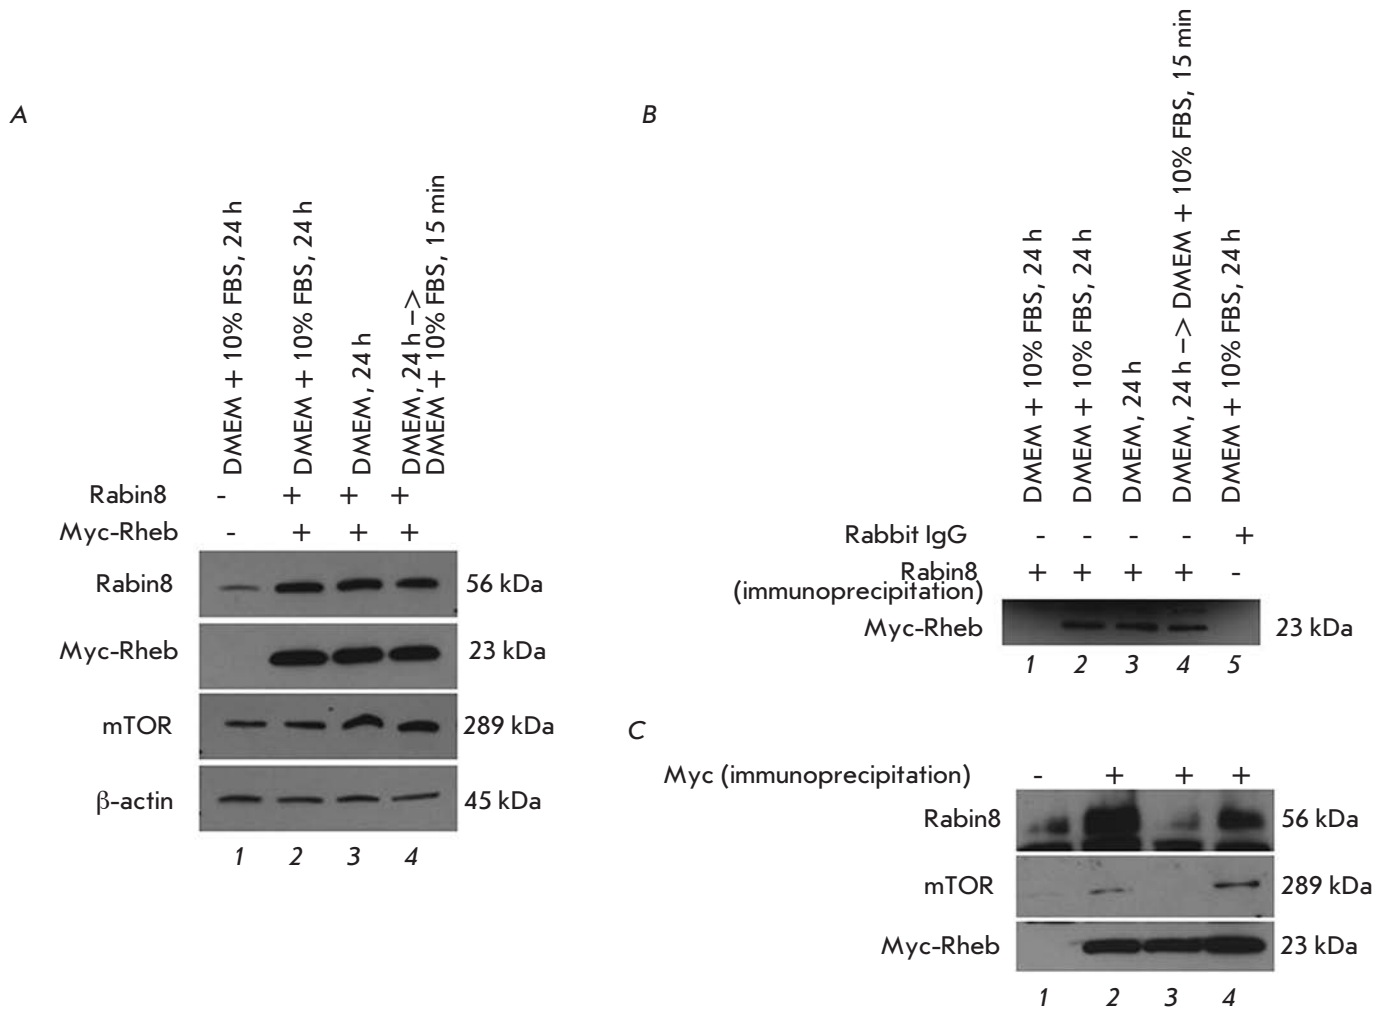 A
DMEM + 10% FBS, 24 h
DMEM + 10% FBS, 24 h
DMEM, 24 h
DMEM, 24 h –>
DMEM + 10% FBS, 15 min
Rabin8 - + + +
Myc-Rheb - + + +
Rabin8 56 kDa
Myc-Rheb 23 kDa
mTOR 289 kDa
β-actin 45 kDa
1 2 3 4
B
DMEM + 10% FBS, 24 h
DMEM + 10% FBS, 24 h
DMEM, 24 h
DMEM, 24 h –> DMEM + 10% FBS, 15 min
DMEM + 10% FBS, 24 h
Rabbit IgG - - - - +
Rabin8 + + + + -
(immunoprecipitation)
Myc-Rheb 23 kDa
1 2 3 4 5
C
Myc (immunoprecipitation) - + + +
Rabin8 56 kDa
mTOR 289 kDa
Myc-Rheb 23 kDa
1 2 3 4